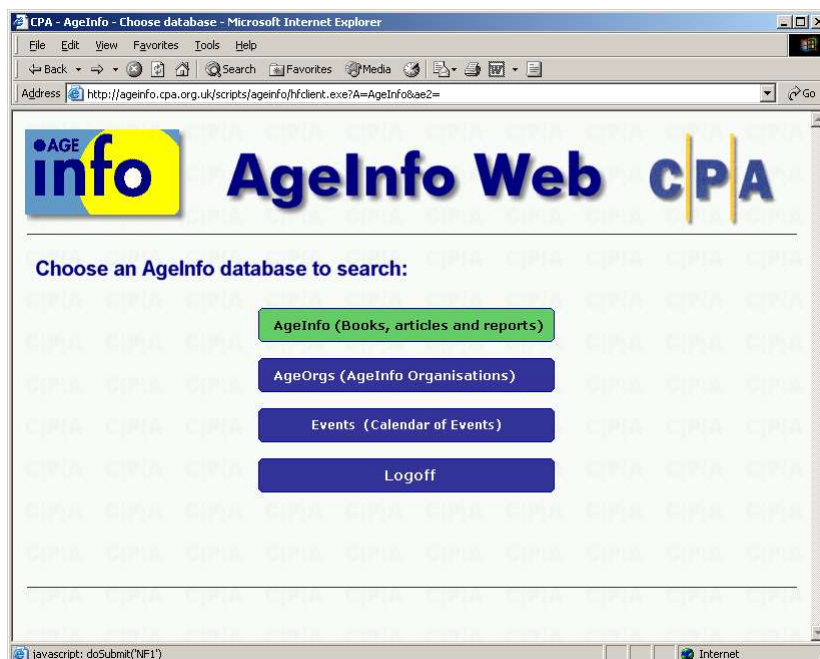 CPA - AgeInfo - Choose database - Microsoft Internet Explorer
File Edit View Favorites Tools Help
Back Search Favorites Media
Address http://ageinfo.cpa.org.uk/scripts/ageinfo/hfclient.exe?A=AgeInfo&ae2= Go
AGE
info
AgeInfo Web
C|P|A
Choose an AgeInfo database to search:
AgeInfo (Books, articles and reports)
AgeOrgs (AgeInfo Organisations)
Events (Calendar of Events)
Logoff
javascript: doSubmit('NF1') Internet